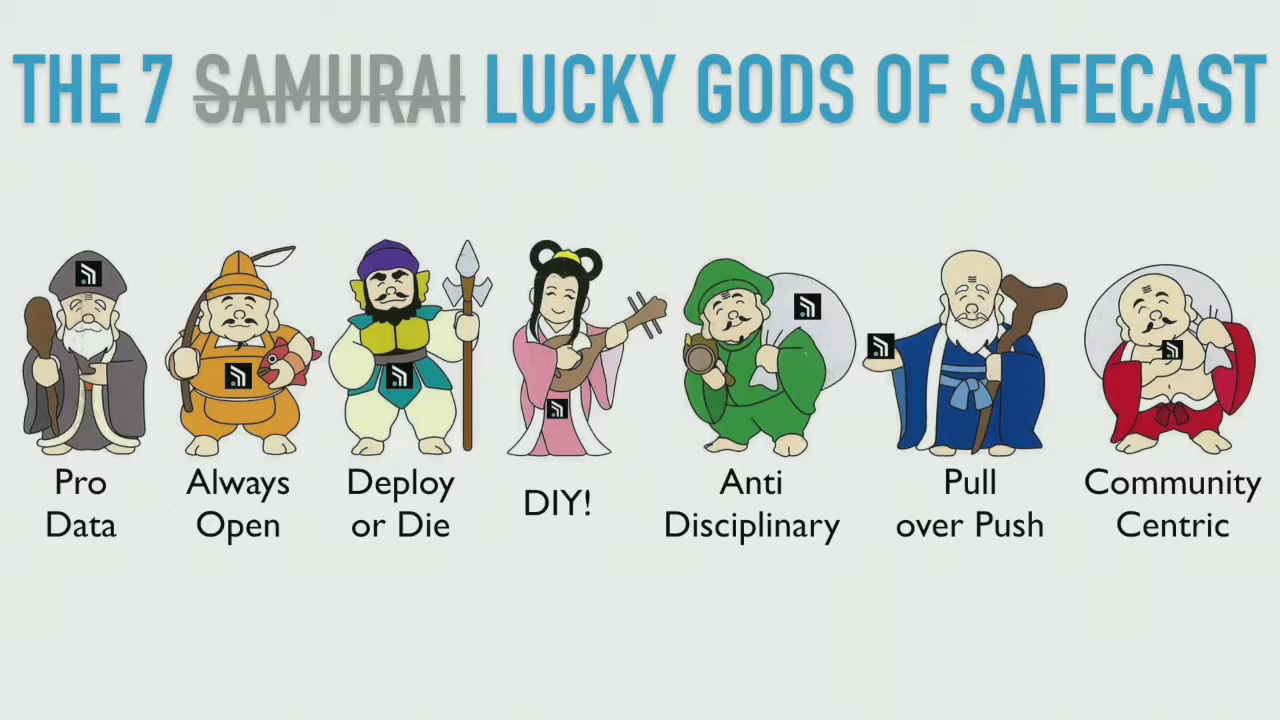 THE 7 SAMURAI LUCKY GODS OF SAFECAST
Pro
Data
Always
Open
Deploy
or Die
DIY!
Anti
Disciplinary
Pull
over Push
Community
Centric